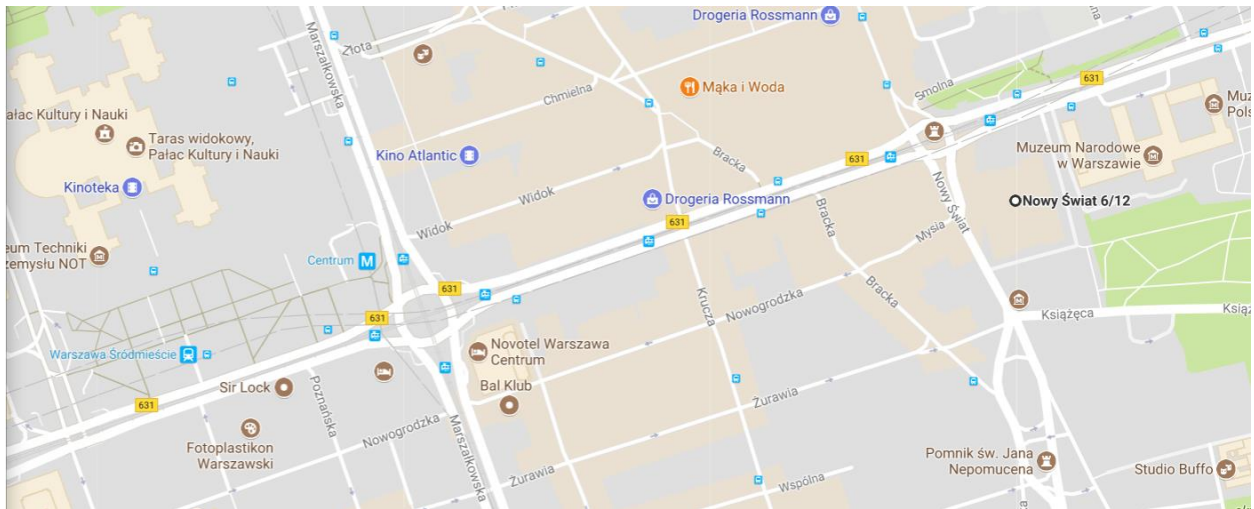 Drogeria Rossmann
Złota
Marszałkowska
Smolna
631
Mąka i Woda
Chmielna
ałac Kultury i Nauki
Taras widokowy,
Pałac Kultury i Nauki
Kino Atlantic
Bracka
631
Muz
Pols
Muzeum Narodowe
w Warszawie
Kinoteka
Widok
Drogeria Rossmann
Nowy Świat
Nowy Świat 6/12
Widok
631
Bracka
Mysia
eum Techniki
zemysłu NOT
Centrum
M
631
Krucza
Nowogrodzka
Bracka
Książęca
Książ
631
Warszawa Śródmieście
Novotel Warszawa
Centrum
Sir Lock
Bal Klub
631
Poznańska
Żurawia
Fotoplastikon
Warszawski
Nowogrodzka
Marszałkowska
Pomnik św. Jana
Nepomucena
Studio Buffo
Żurawia
Wspólna